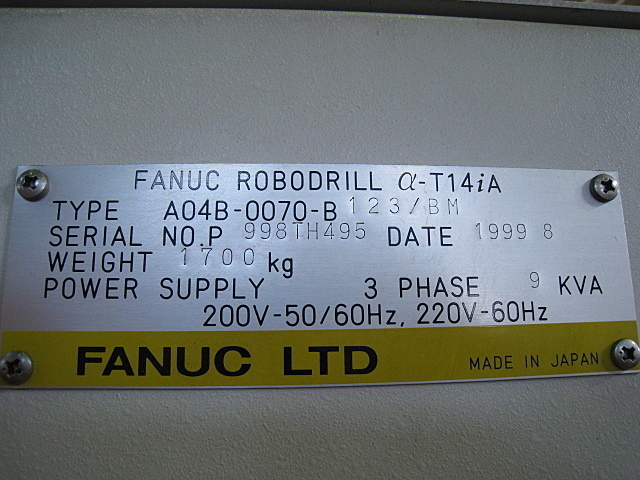 FANUC ROBODRILL α-T14iA
TYPE A04B-0070-B123/BM
SERIAL NO.P 998TH495 DATE 1999 8
WEIGHT 1700 kg
POWER SUPPLY 3 PHASE 9 KVA
200V-50/60Hz, 220V-60Hz
FANUC LTD MADE IN JAPAN